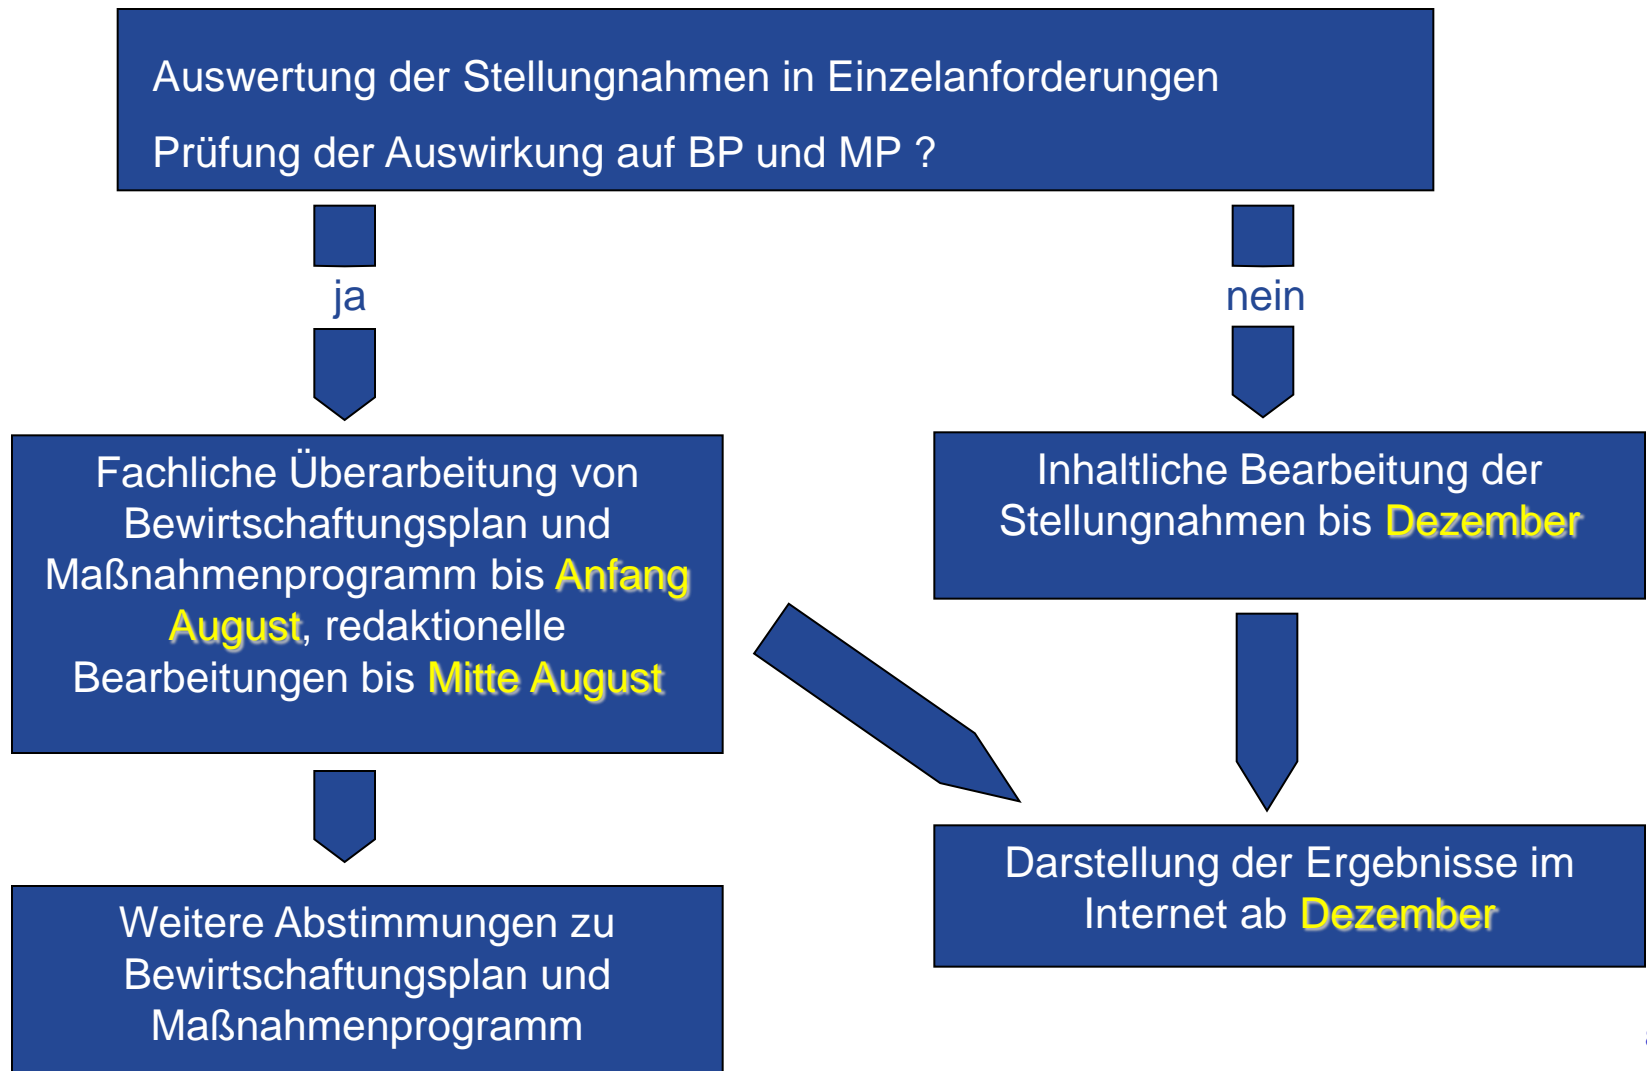 Auswertung der Stellungnahmen in Einzelanforderungen
Prüfung der Auswirkung auf BP und MP ?
ja
nein
Fachliche Überarbeitung von
Bewirtschaftungsplan und
Maßnahmenprogramm bis Anfang
August, redaktionelle
Bearbeitungen bis Mitte August
Inhaltliche Bearbeitung der
Stellungnahmen bis Dezember
Weitere Abstimmungen zu
Bewirtschaftungsplan und
Maßnahmenprogramm
Darstellung der Ergebnisse im
Internet ab Dezember